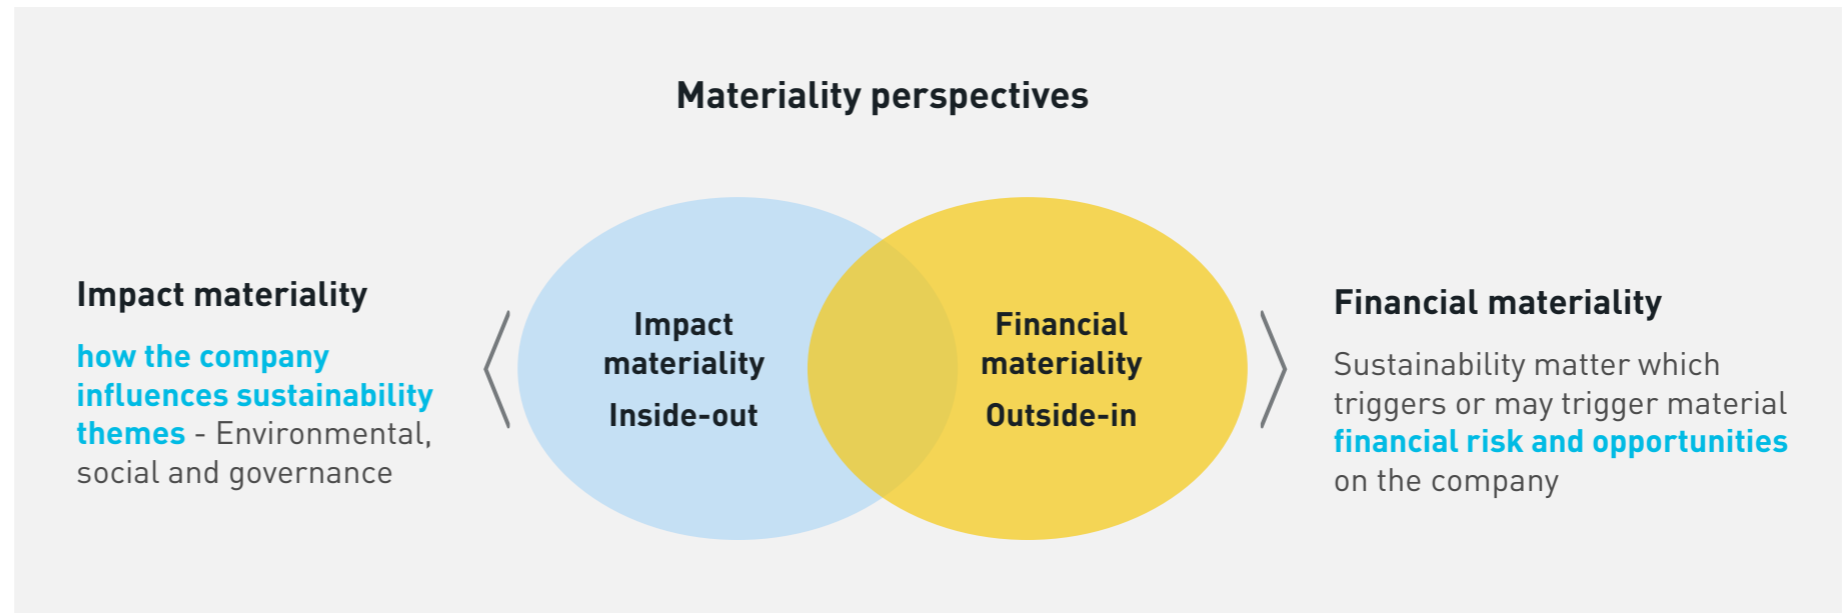 Materiality perspectives
Impact materiality
how the company
influences sustainability
themes - Environmental,
social and governance
Impact
materiality
Inside-out
Financial
materiality
Outside-in
Financial materiality
Sustainability matter which
triggers or may trigger material
financial risk and opportunities
on the company